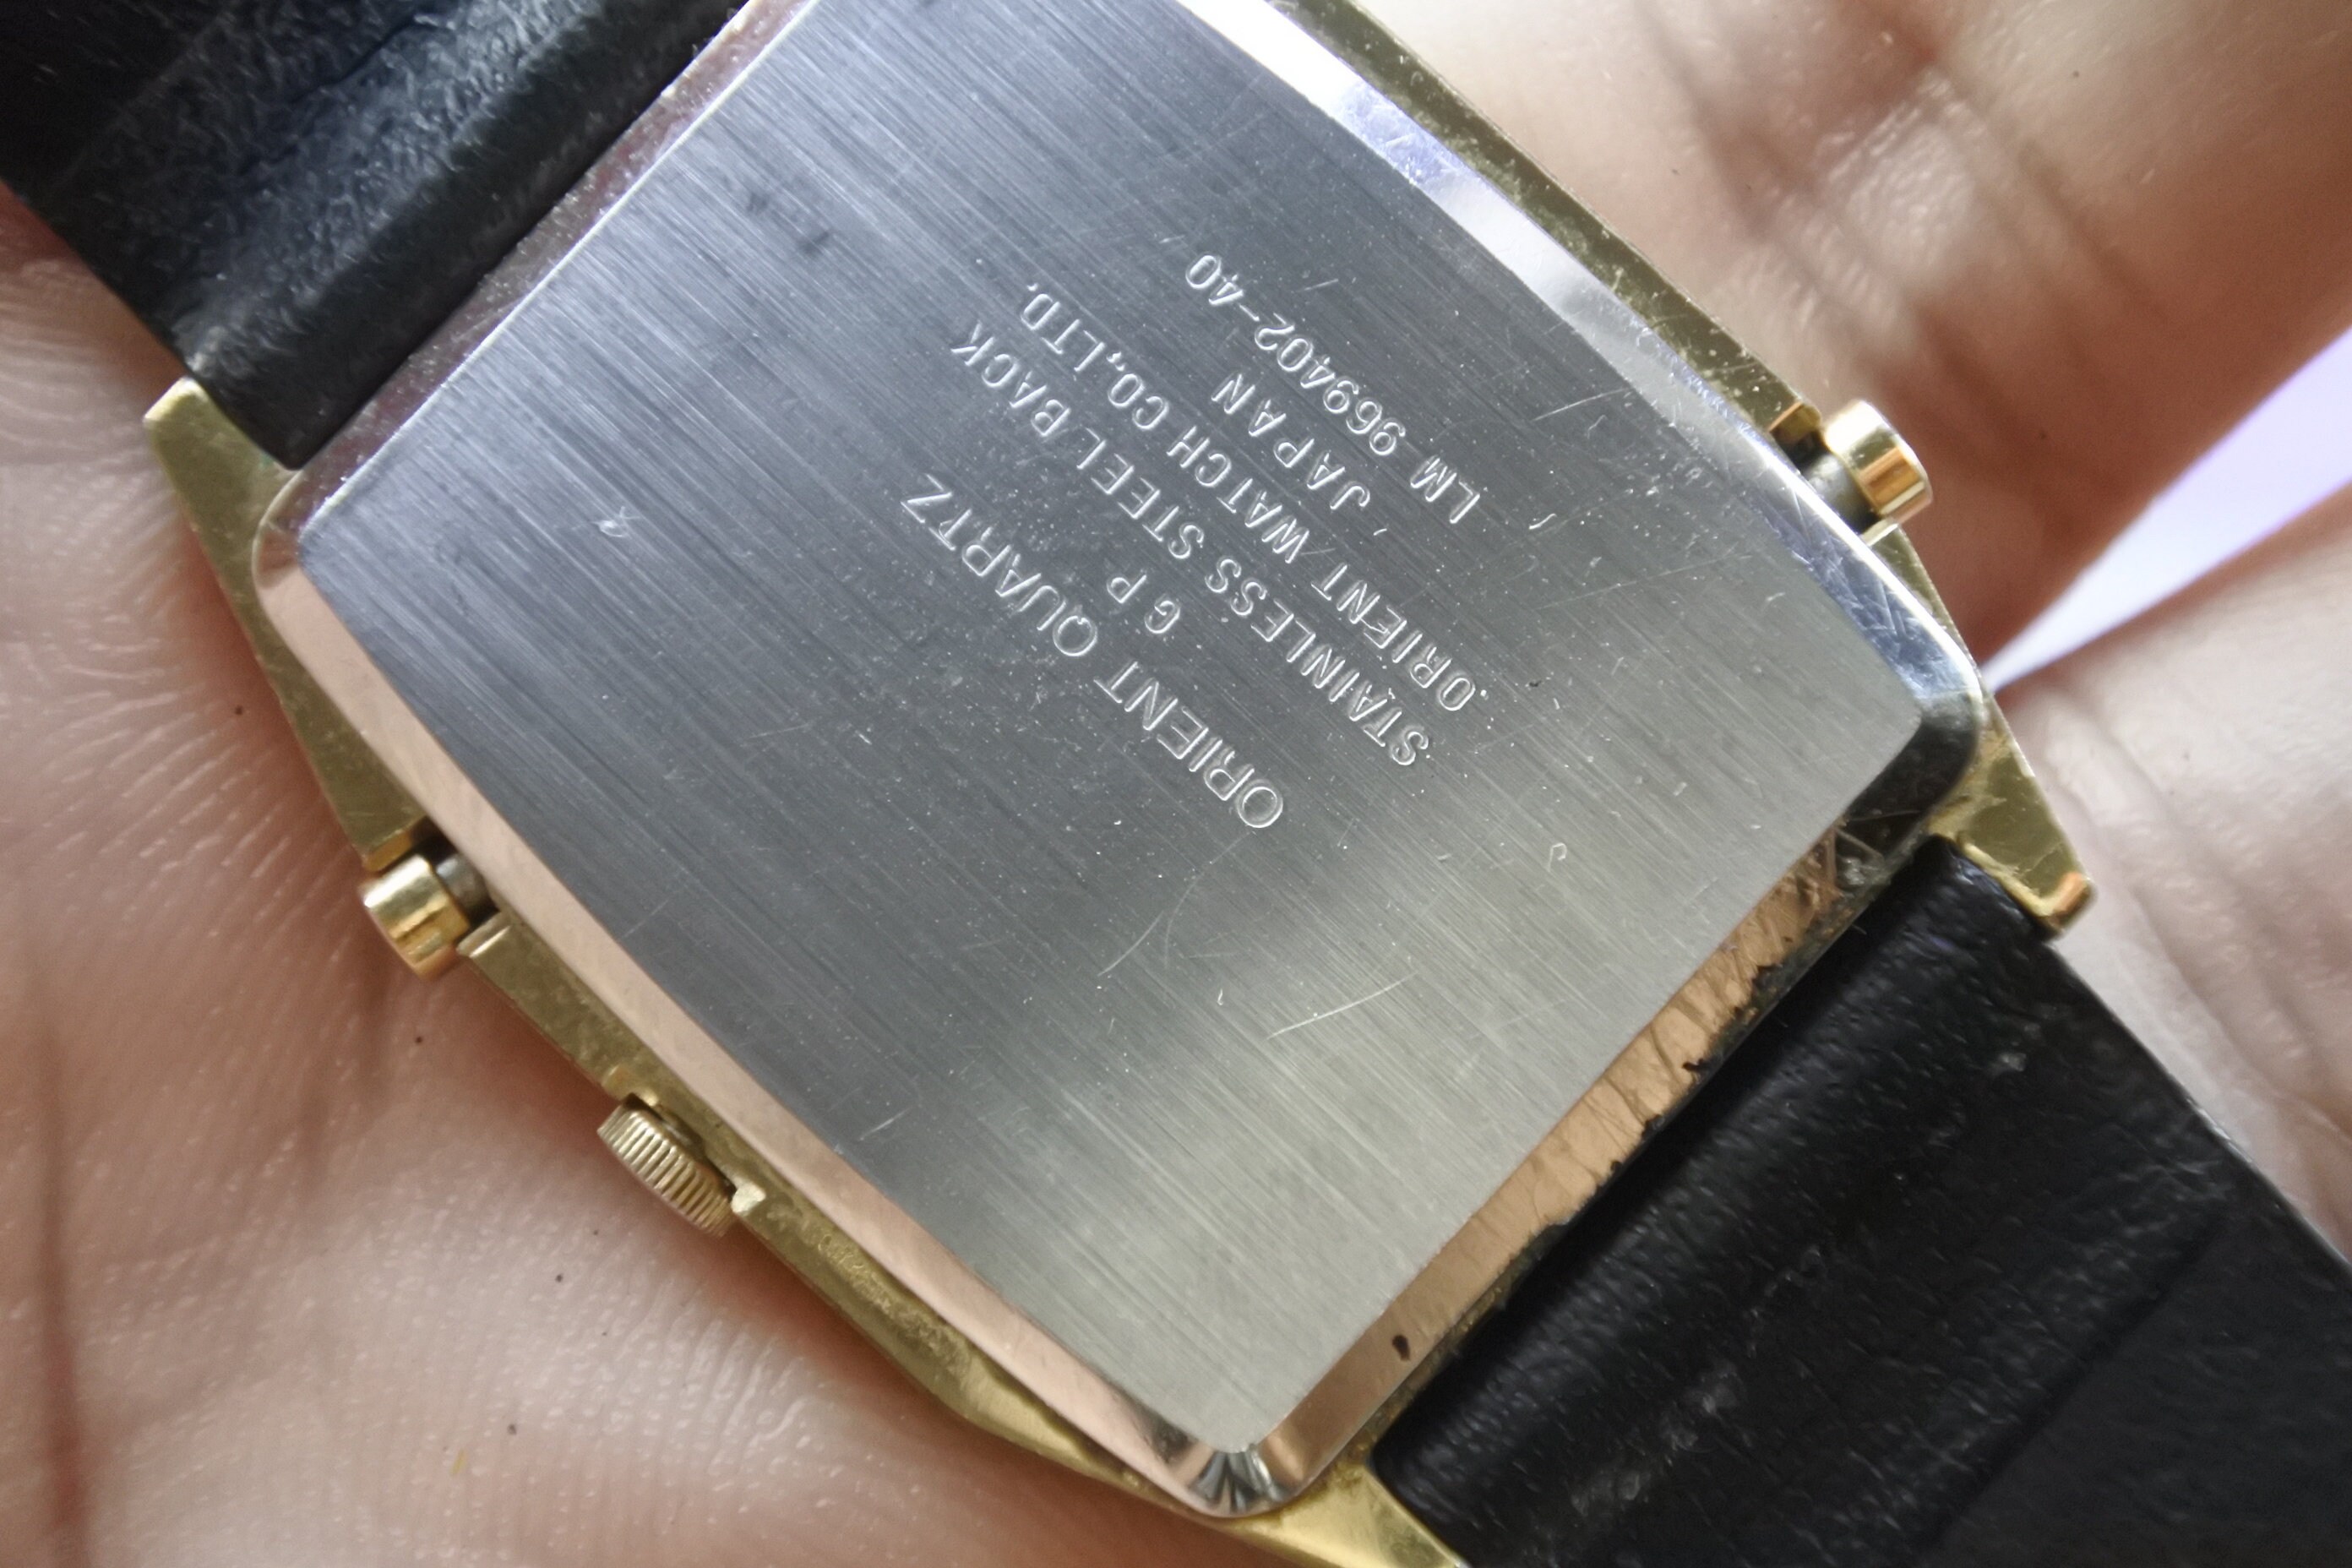 ORIENT QUARTZ
G P
STAINLESS STEEL BACK
ORIENT WATCH CO.,LTD.
JAPAN
LM 969402-40